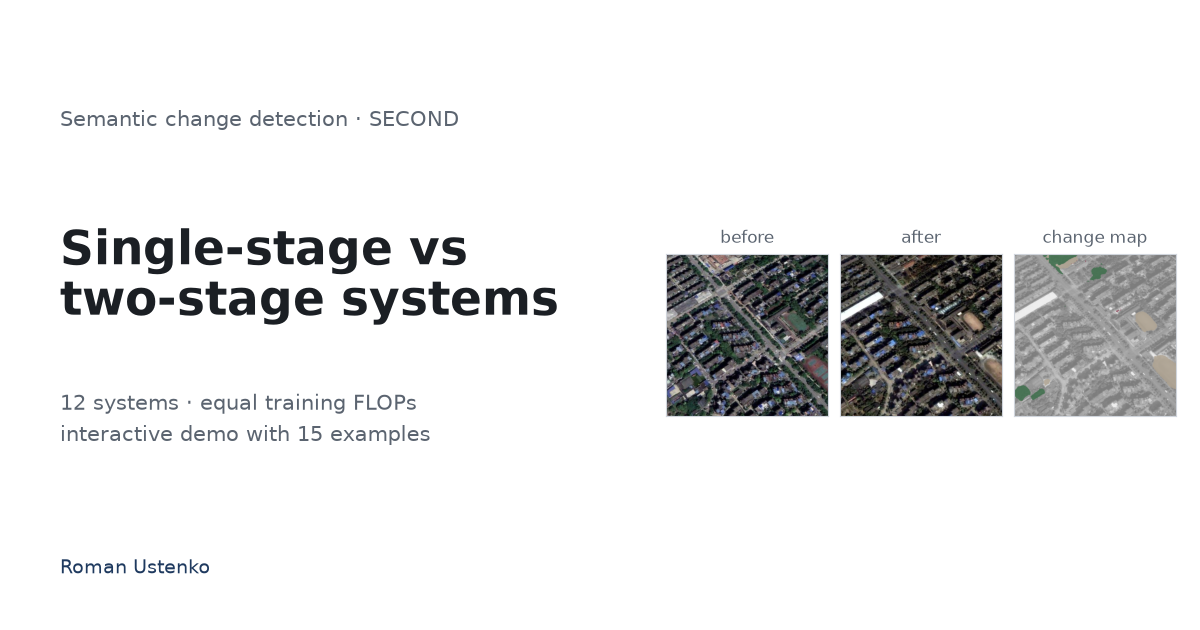 Semantic change detection · SECOND
Single-stage vs
two-stage systems
12 systems · equal training FLOPs
interactive demo with 15 examples
Roman Ustenko
before
after
change map